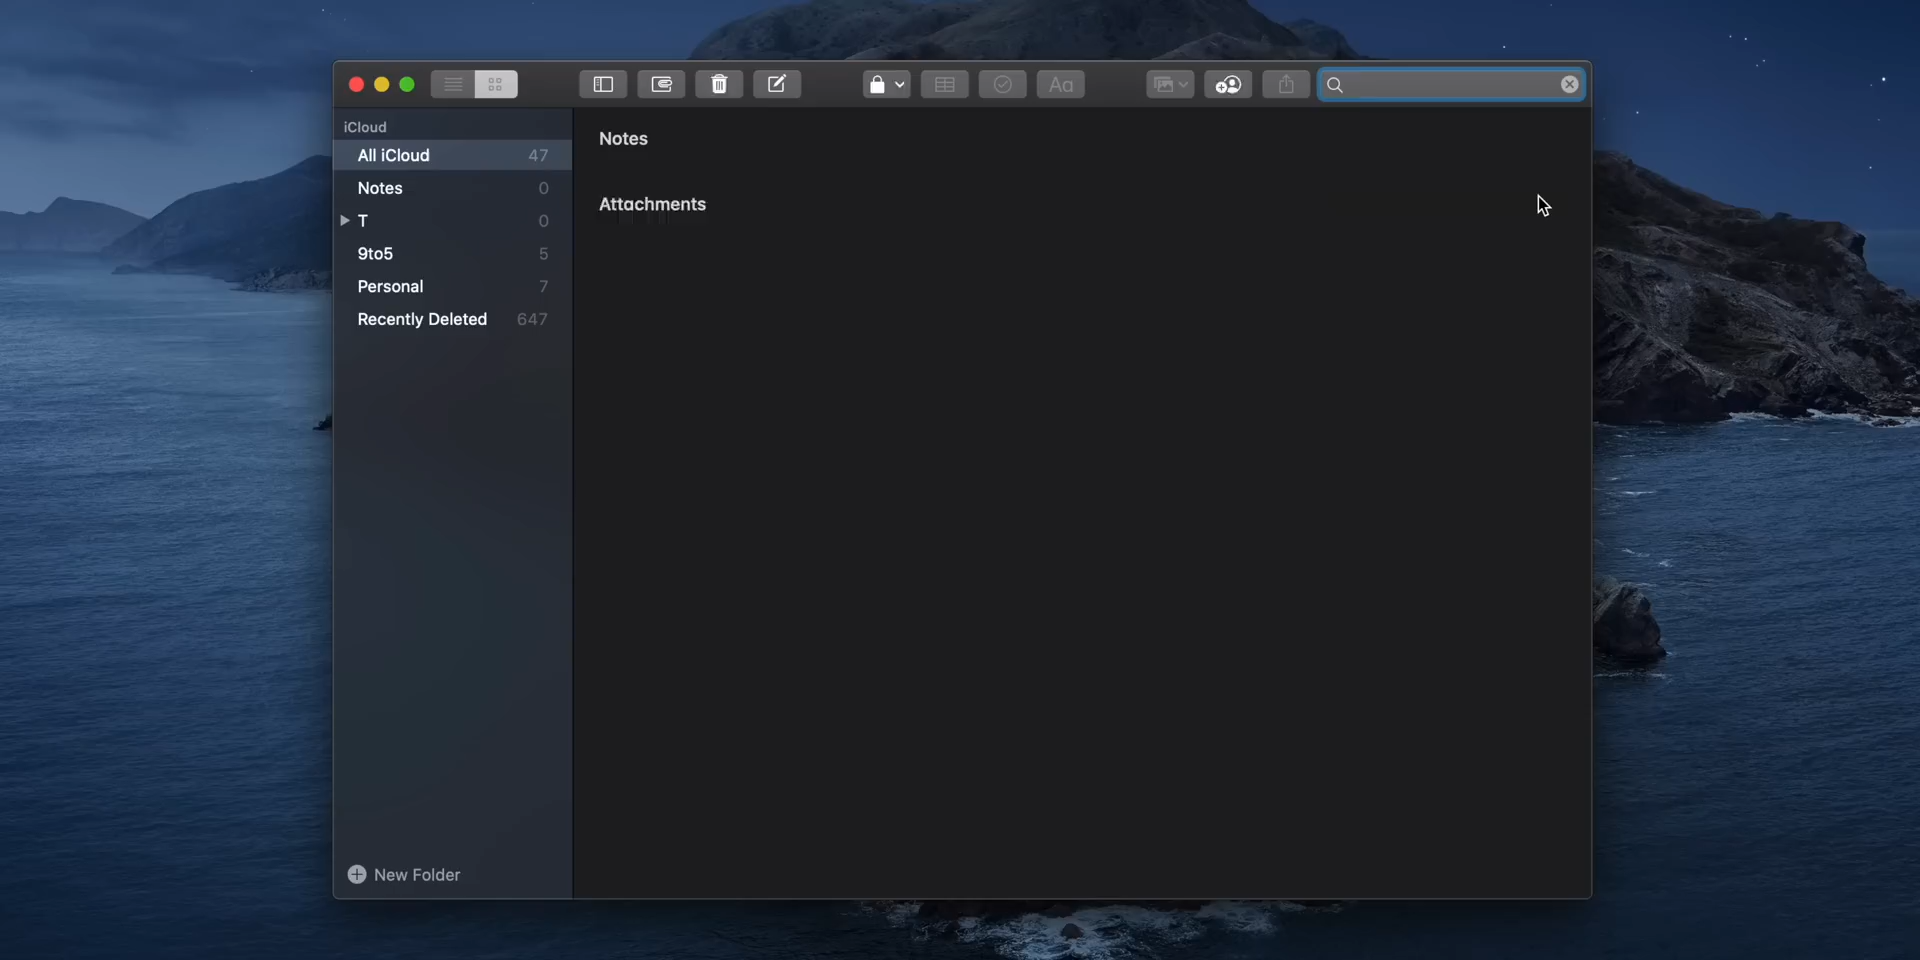 Aa
iCloud
All iCloud 47
Notes 0
T 0
9to5 5
Personal 7
Recently Deleted 647
New Folder
Notes
Attachments